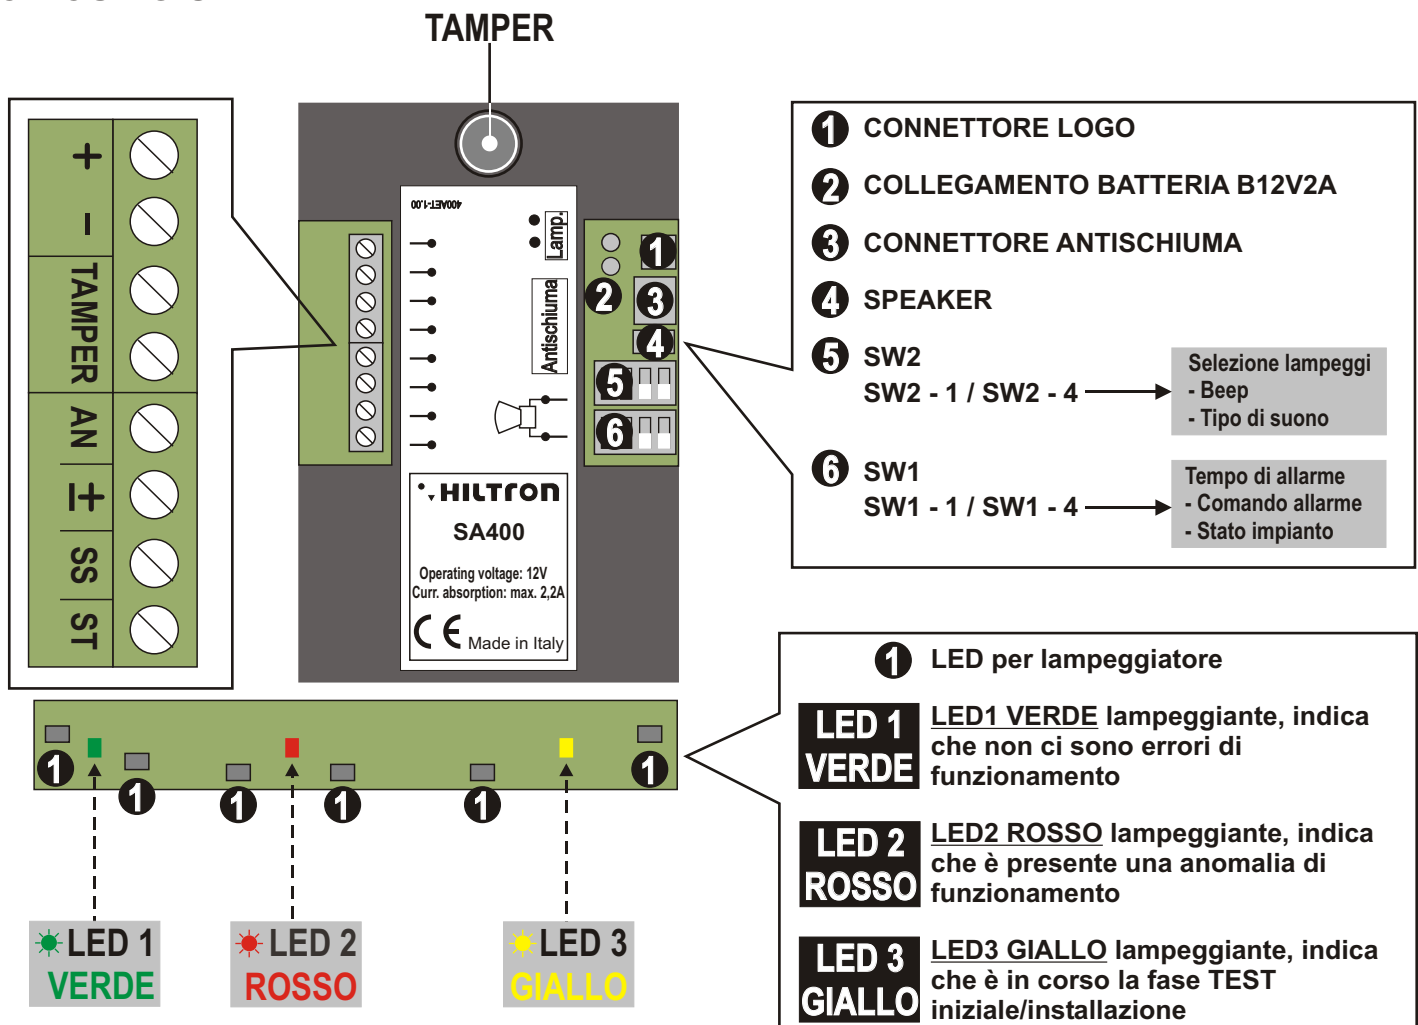 TAMPER
+
−
TAMPER
AN
SS
ST
400AET-1.00
Lamp.
Antischiuma
1
2
3
4
5
6
HILTron
SA400
Operating voltage: 12V
Curr. absorption: max. 2,2A
CE Made in Italy
1 CONNETTORE LOGO
2 COLLEGAMENTO BATTERIA B12V2A
3 CONNETTORE ANTISCHIUMA
4 SPEAKER
5 SW2
SW2 - 1 / SW2 - 4
Selezione lampeggi
- Beep
- Tipo di suono
6 SW1
SW1 - 1 / SW1 - 4
Tempo di allarme
- Comando allarme
- Stato impianto
1
1
1
1
1
1
LED 1
VERDE
LED 2
ROSSO
LED 3
GIALLO
1 LED per lampeggiatore
LED 1
VERDE
LED1 VERDE lampeggiante, indica
che non ci sono errori di
funzionamento
LED 2
ROSSO
LED2 ROSSO lampeggiante, indica
che è presente una anomalia di
funzionamento
LED 3
GIALLO
LED3 GIALLO lampeggiante, indica
che è in corso la fase TEST
iniziale/installazione